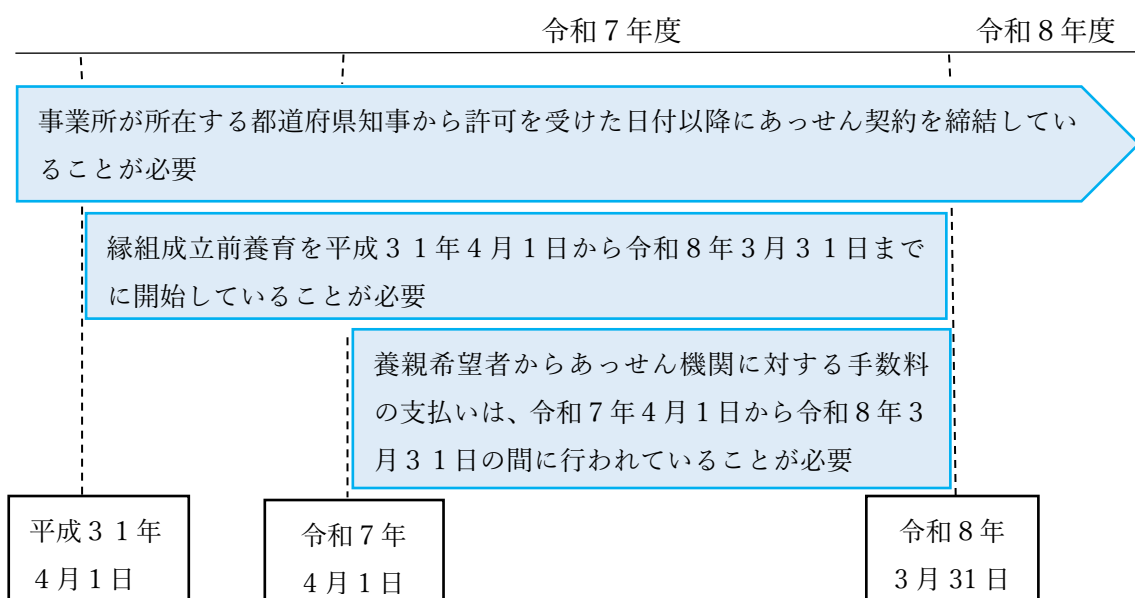 令和７年度
令和８年度
事業所が所在する都道府県知事から許可を受けた日付以降にあっせん契約を締結してい
ることが必要
縁組成立前養育を平成３１年４月１日から令和８年３月３１日まで
に開始していることが必要
養親希望者からあっせん機関に対する手数料
の支払いは、令和７年４月１日から令和８年３
月３１日の間に行われていることが必要
平成３１年
４月１日
令和７年
４月１日
令和８年
３月 31 日